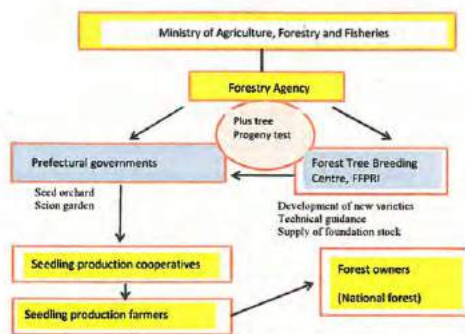 Ministry of Agriculture, Forestry and Fisheries
Forestry Agency
Plus tree
Progeny test
Prefectural governments
Forest Tree Breeding
Centre, FFPRI
Seed orchard
Scion garden
Development of new varieties
Technical guidance
Supply of foundation stock
Seedling production cooperatives
Forest owners
(National forest)
Seedling production farmers